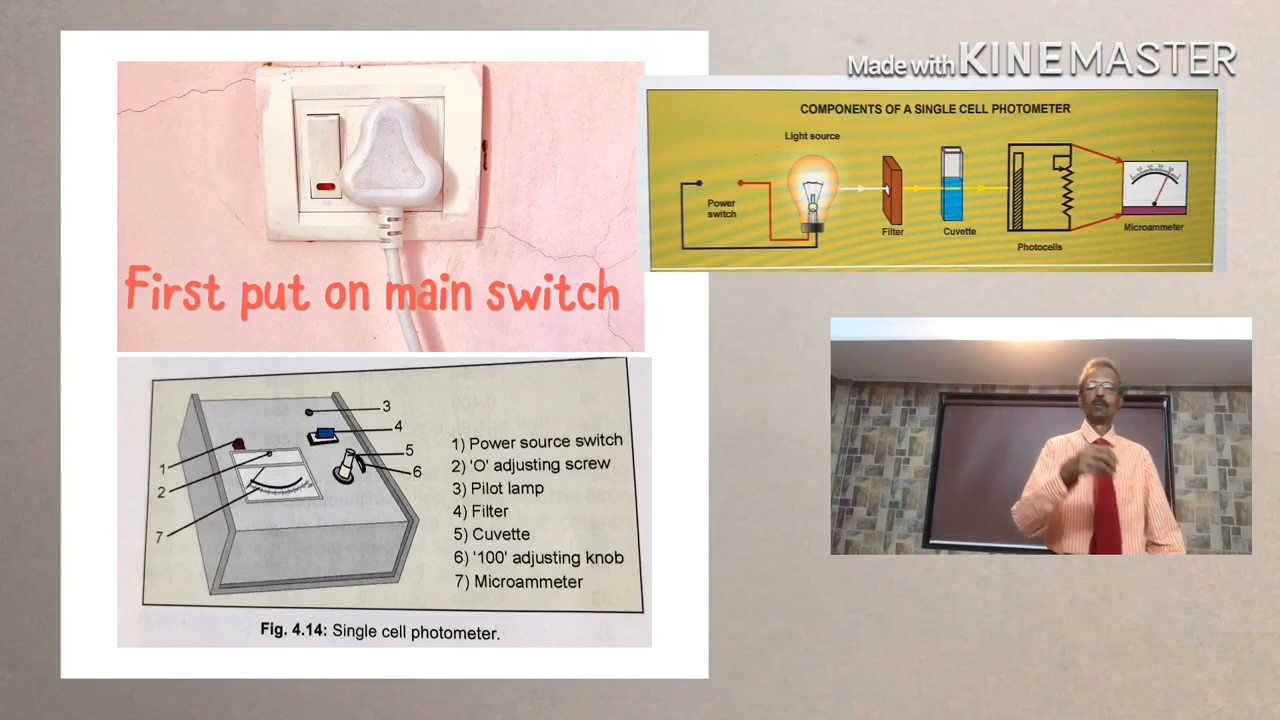 Made with KINEMASTER
First put on main switch
COMPONENTS OF A SINGLE CELL PHOTOMETER
Light source
Power
switch
Filter
Cuvette
Photocells
Microammeter
1
2
7
3
4
5
6
1) Power source switch
2) 'O' adjusting screw
3) Pilot lamp
4) Filter
5) Cuvette
6) '100' adjusting knob
7) Microammeter
Fig. 4.14: Single cell photometer.